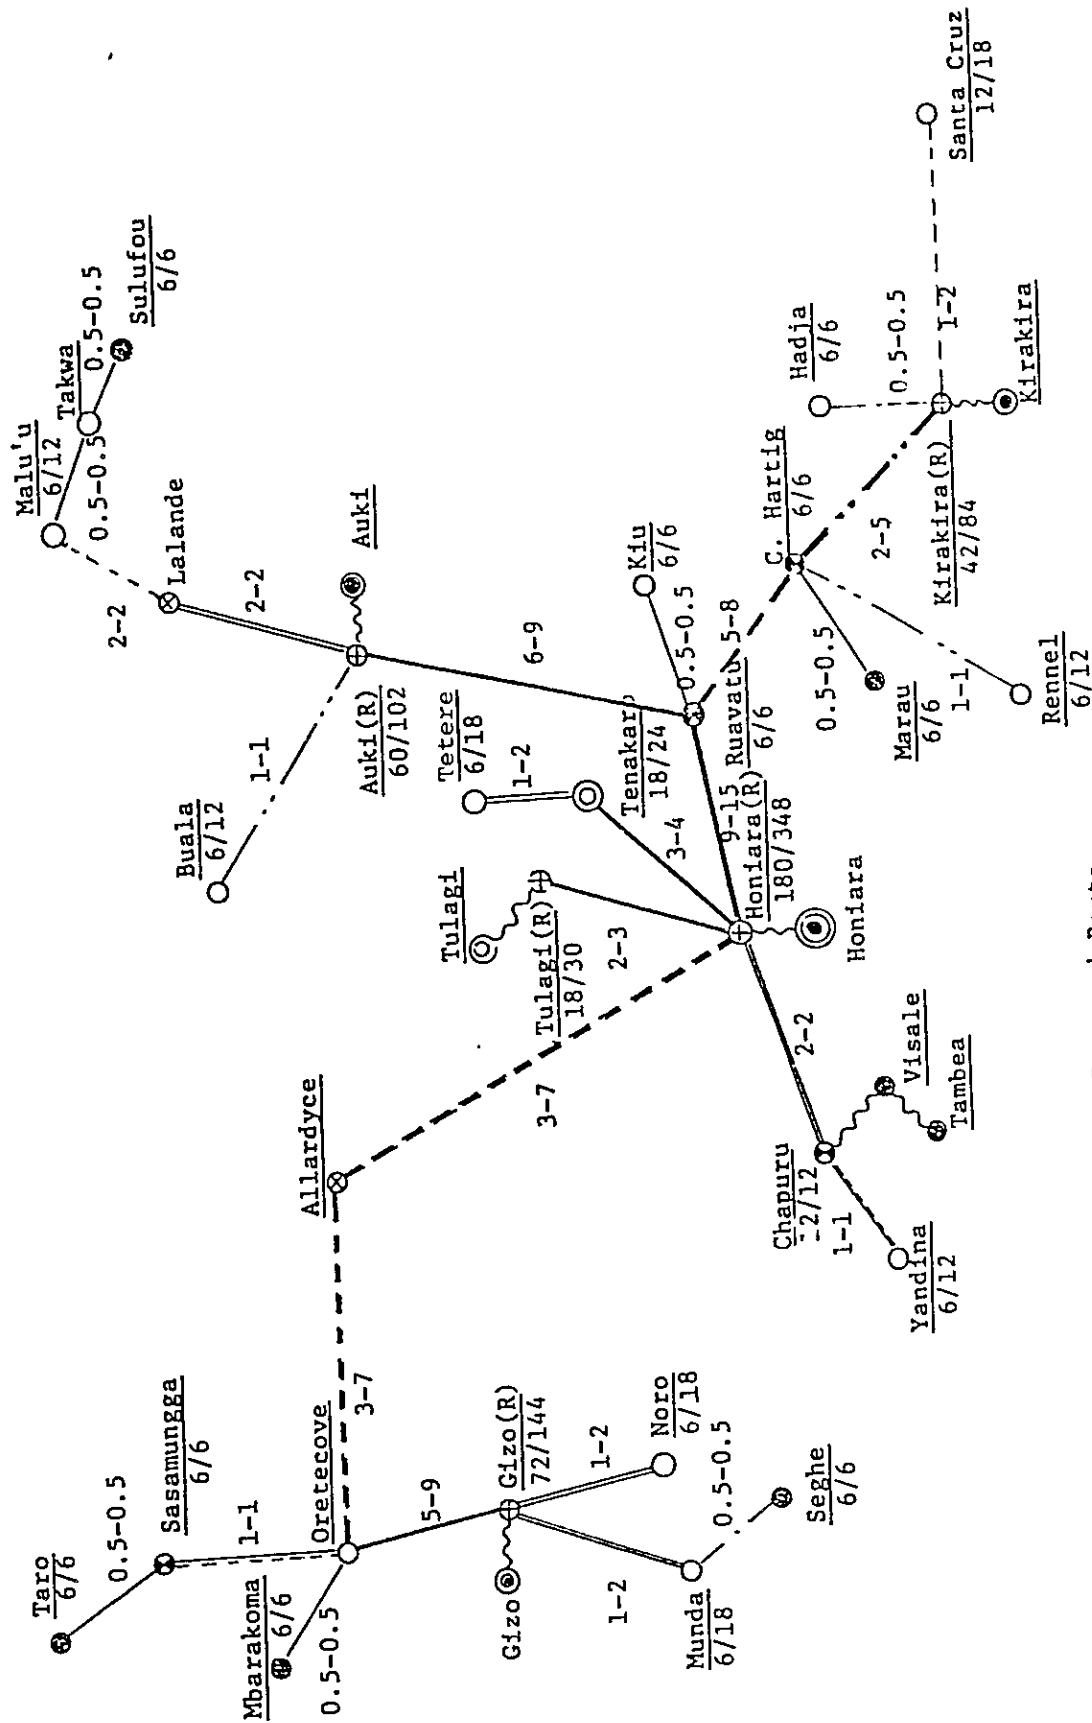 Taro
6/6
0.5-0.5
Sasamungga
6/6
1-1
Mbarakoma
6/6
0.5-0.5
Oretecove
3-7
5-9
Gizo
Gizo(R)
72/144
1-2
Noro
6/18
1-2
Munda
6/18
0.5-0.5
Seghe
6/6
Allardyce
3-7
Tulagi
Tulagi(R)
18/30
2-3
Buala
6/12
1-1
Auki(R)
60/102
Auki
Malu'u
6/12
0.5-0.5
Takwa
0.5-0.5
Sulufou
6/6
2-2
Lalande
2-2
6-9
Tetere
6/18
1-2
Tenakar
18/24
3-4
Kiu
6/6
0.5-0.5
Ruavatu
6/6
5-8
9-15
Honiara(R)
180/348
Honiara
2-2
Chapuru
2/12
1-1
Yandina
6/12
Visale
Tambea
C. Hartig
6/6
0.5-0.5
Marau
6/6
1-1
Rennel
6/12
2-5
Kirakira(R)
42/84
Kirakira
Hadja
6/6
0.5-0.5
1-2
Santa Cruz
12/18